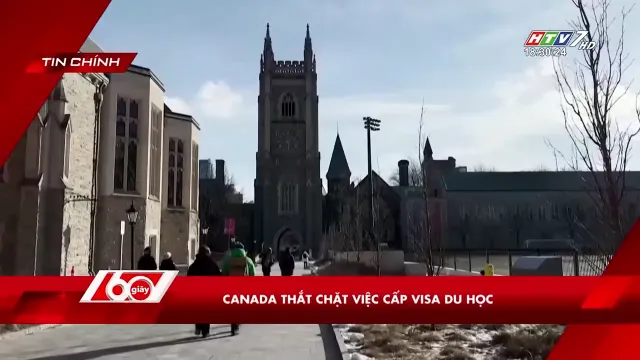 TIN CHÍNH
HTV7 HD
18:30:24
60 giây
CANADA THẮT CHẶT VIỆC CẤP VISA DU HỌC